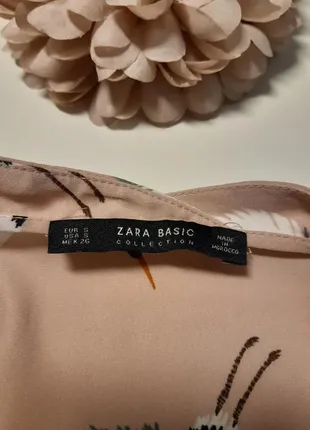 EUR S
USA S
MEX 26
ZARA BASIC
COLLECTION
MADE
IN
MOROCCO